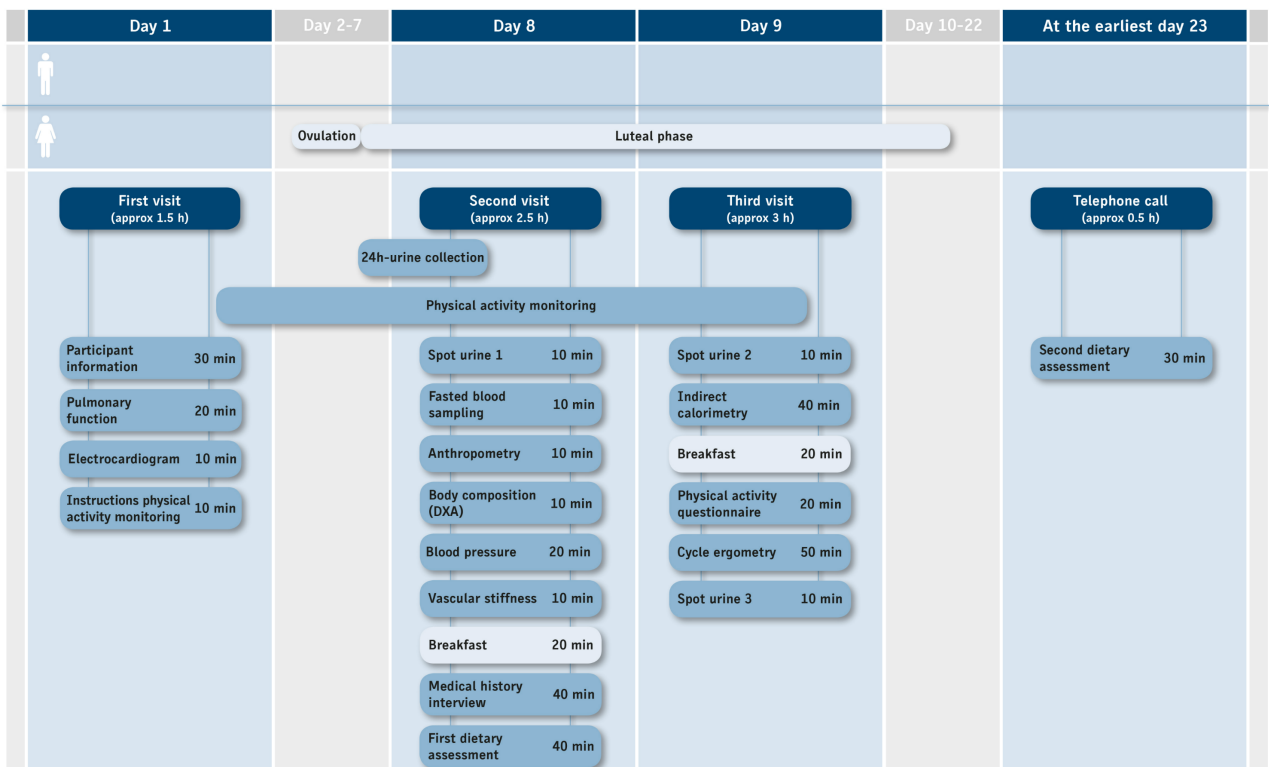 Day 1
Day 2-7
Day 8
Day 9
Day 10-22
At the earliest day 23
Ovulation
Luteal phase
First visit
(approx 1.5 h)
Second visit
(approx 2.5 h)
Third visit
(approx 3 h)
Telephone call
(approx 0.5 h)
24h-urine collection
Physical activity monitoring
Participant
information
30 min
Pulmonary
function
20 min
Electrocardiogram 10 min
Instructions physical
activity monitoring
10 min
Spot urine 1 10 min
Fasted blood
sampling
10 min
Anthropometry 10 min
Body composition
(DXA)
10 min
Blood pressure 20 min
Vascular stiffness 10 min
Breakfast 20 min
Medical history
interview
40 min
First dietary
assessment
40 min
Spot urine 2 10 min
Indirect
calorimetry
40 min
Breakfast 20 min
Physical activity
questionnaire
20 min
Cycle ergometry 50 min
Spot urine 3 10 min
Second dietary
assessment
30 min